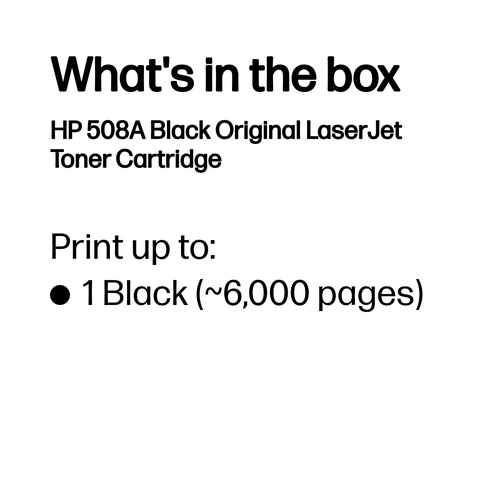 What's in the box
HP 508A Black Original LaserJet
Toner Cartridge
Print up to:
● 1 Black (~6,000 pages)